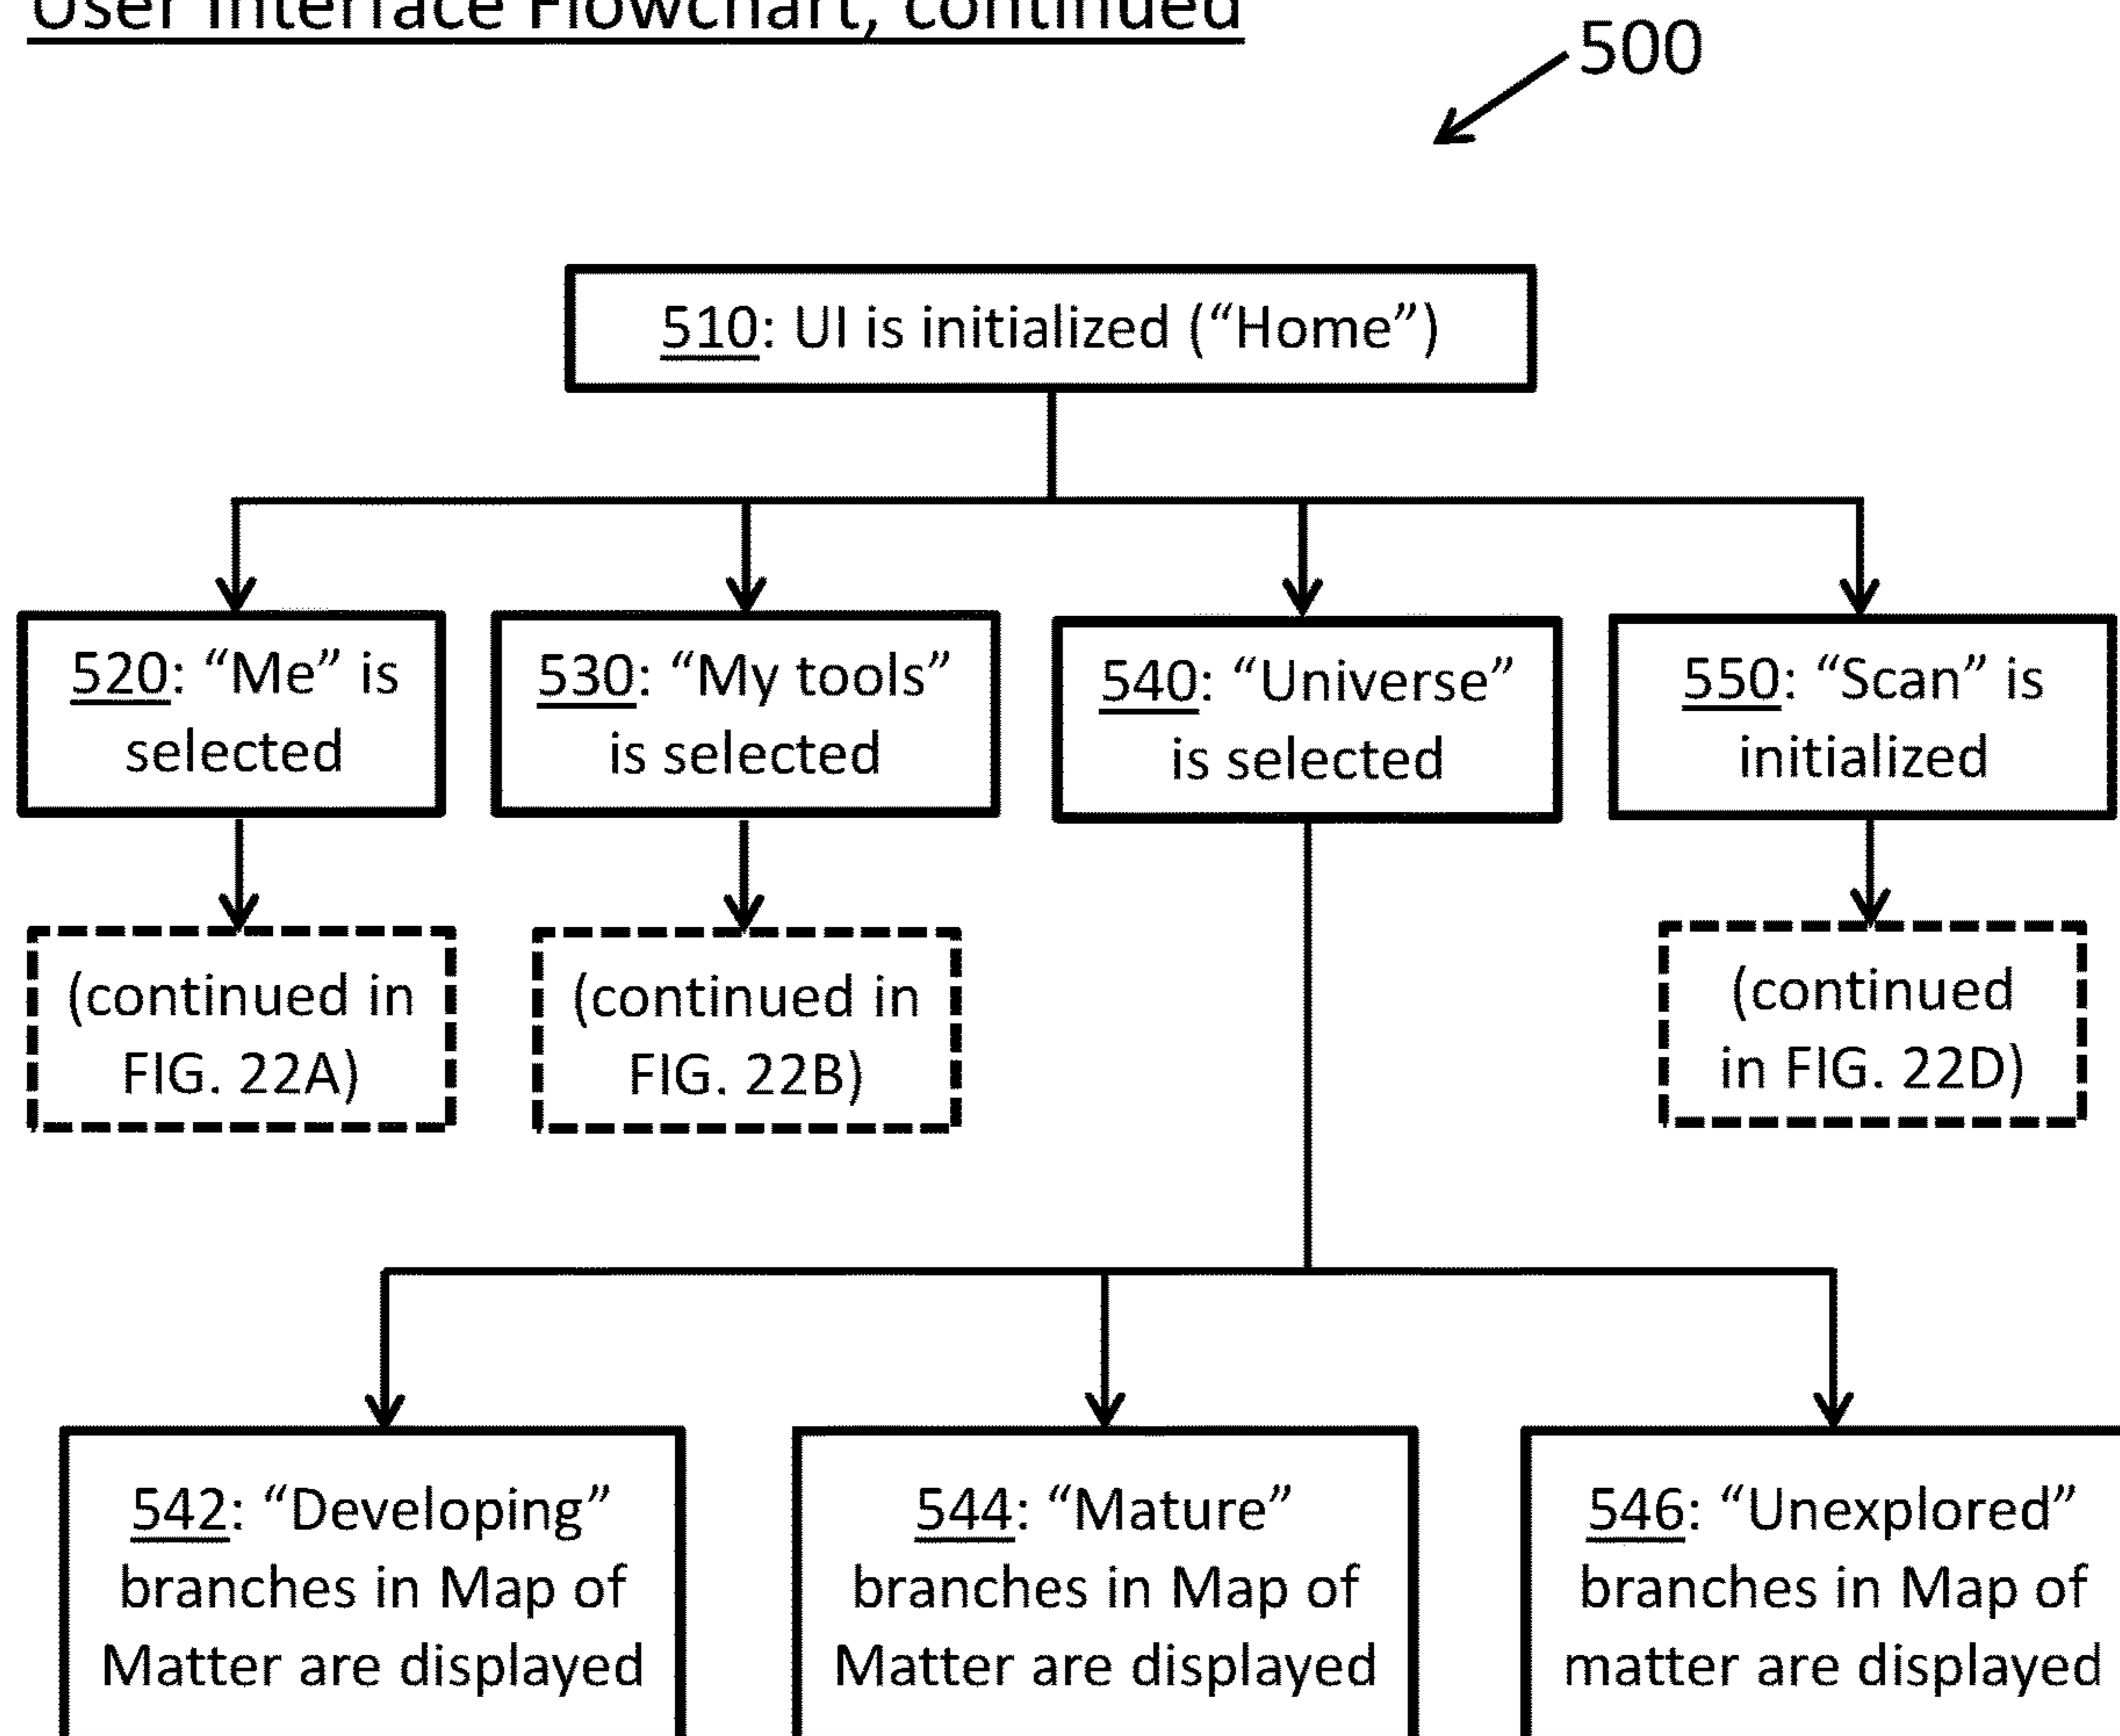 User Interface Flowchart, continued
500
510: UI is initialized (“Home”)
520: “Me” is
selected
530: “My tools”
is selected
540: “Universe”
is selected
550: “Scan” is
initialized
(continued in
FIG. 22A)
(continued in
FIG. 22B)
(continued
in FIG. 22D)
542: “Developing”
branches in Map of
Matter are displayed
544: “Mature”
branches in Map of
Matter are displayed
546: “Unexplored”
branches in Map of
matter are displayed